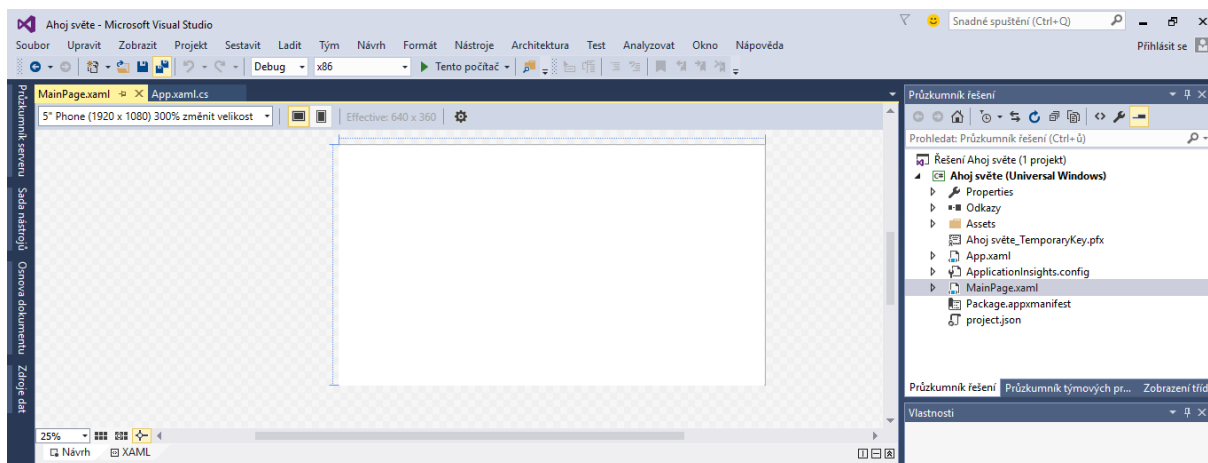 Ahoj světe - Microsoft Visual Studio
Snadné spuštění (Ctrl+Q)
Soubor Upravit Zobrazit Projekt Sestavit Ladit Tým Návrh Formát Nástroje Architektura Test Analyzovat Okno Nápověda
Přihlásit se
Debug x86 Tento počítač
Průzkumník serveru
Sada nástrojů
Osnova dokumentu
Zdroje dat
MainPage.xaml App.xaml.cs
5" Phone (1920 x 1080) 300% změnit velikost Effective: 640 x 360
25%
Návrh XAML
Průzkumník řešení
Prohledat: Průzkumník řešení (Ctrl+ů)
Řešení Ahoj světe (1 projekt)
C# Ahoj světe (Universal Windows)
Properties
Odkazy
Assets
Ahoj světe_TemporaryKey.pfx
App.xaml
ApplicationInsights.config
MainPage.xaml
Package.appxmanifest
project.json
Průzkumník řešení Průzkumník týmových pr... Zobrazení tříd
Vlastnosti